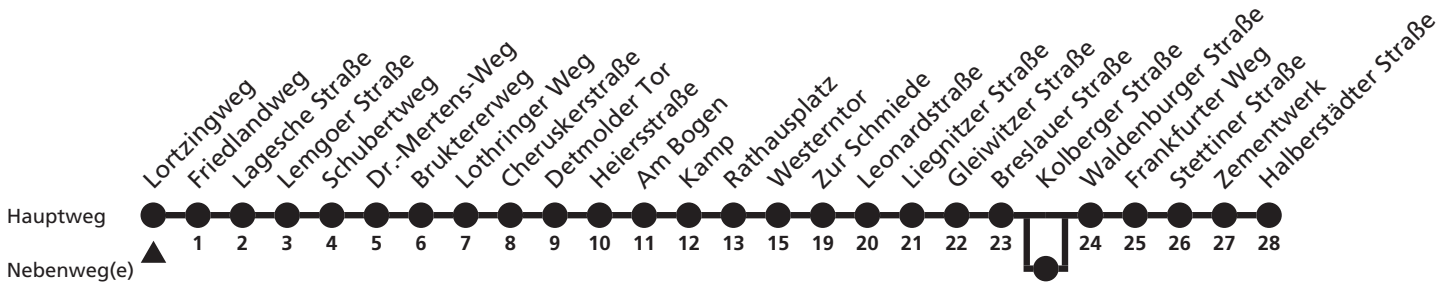 Lortzingweg
Friedlandweg
Lagesche Straße
Lemgoer Straße
Schubertweg
Dr.-Mertens-Weg
Bruktererweg
Lothringer Weg
Cheruskerstraße
Detmolder Tor
Heiersstraße
Am Bogen
Kamp
Rathausplatz
Westerntor
Zur Schmiede
Leonardstraße
Liegnitzer Straße
Gleiwitzer Straße
Breslauer Straße
Kolberger Straße
Waldenburger Straße
Frankfurter Weg
Stettiner Straße
Zementwerk
Halberstädter Straße
Hauptweg
1 2 3 4 5 6 7 8 9 10 11 12 13 15 19 20 21 22 23 24 25 26 27 28
Nebenweg(e)